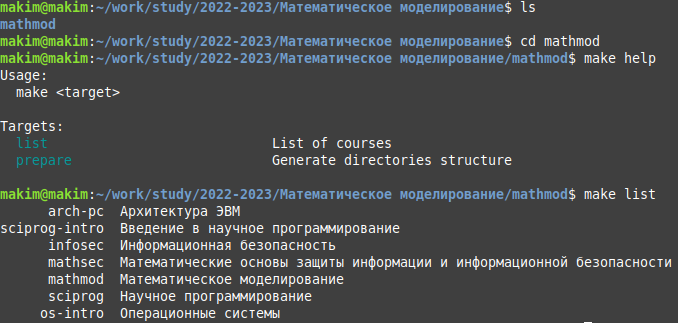 makim@makim:~/work/study/2022-2023/Математическое моделирование$ ls
mathmod
makim@makim:~/work/study/2022-2023/Математическое моделирование$ cd mathmod
makim@makim:~/work/study/2022-2023/Математическое моделирование/mathmod$ make help
Usage:
  make <target>

Targets:
  list                            List of courses
  prepare                         Generate directories structure

makim@makim:~/work/study/2022-2023/Математическое моделирование/mathmod$ make list
      arch-pc  Архитектура ЭВМ
sciprog-intro  Введение в научное программирование
      infosec  Информационная безопасность
      mathsec  Математические основы защиты информации и информационной безопасности
      mathmod  Математическое моделирование
      sciprog  Научное программирование
     os-intro  Операционные системы